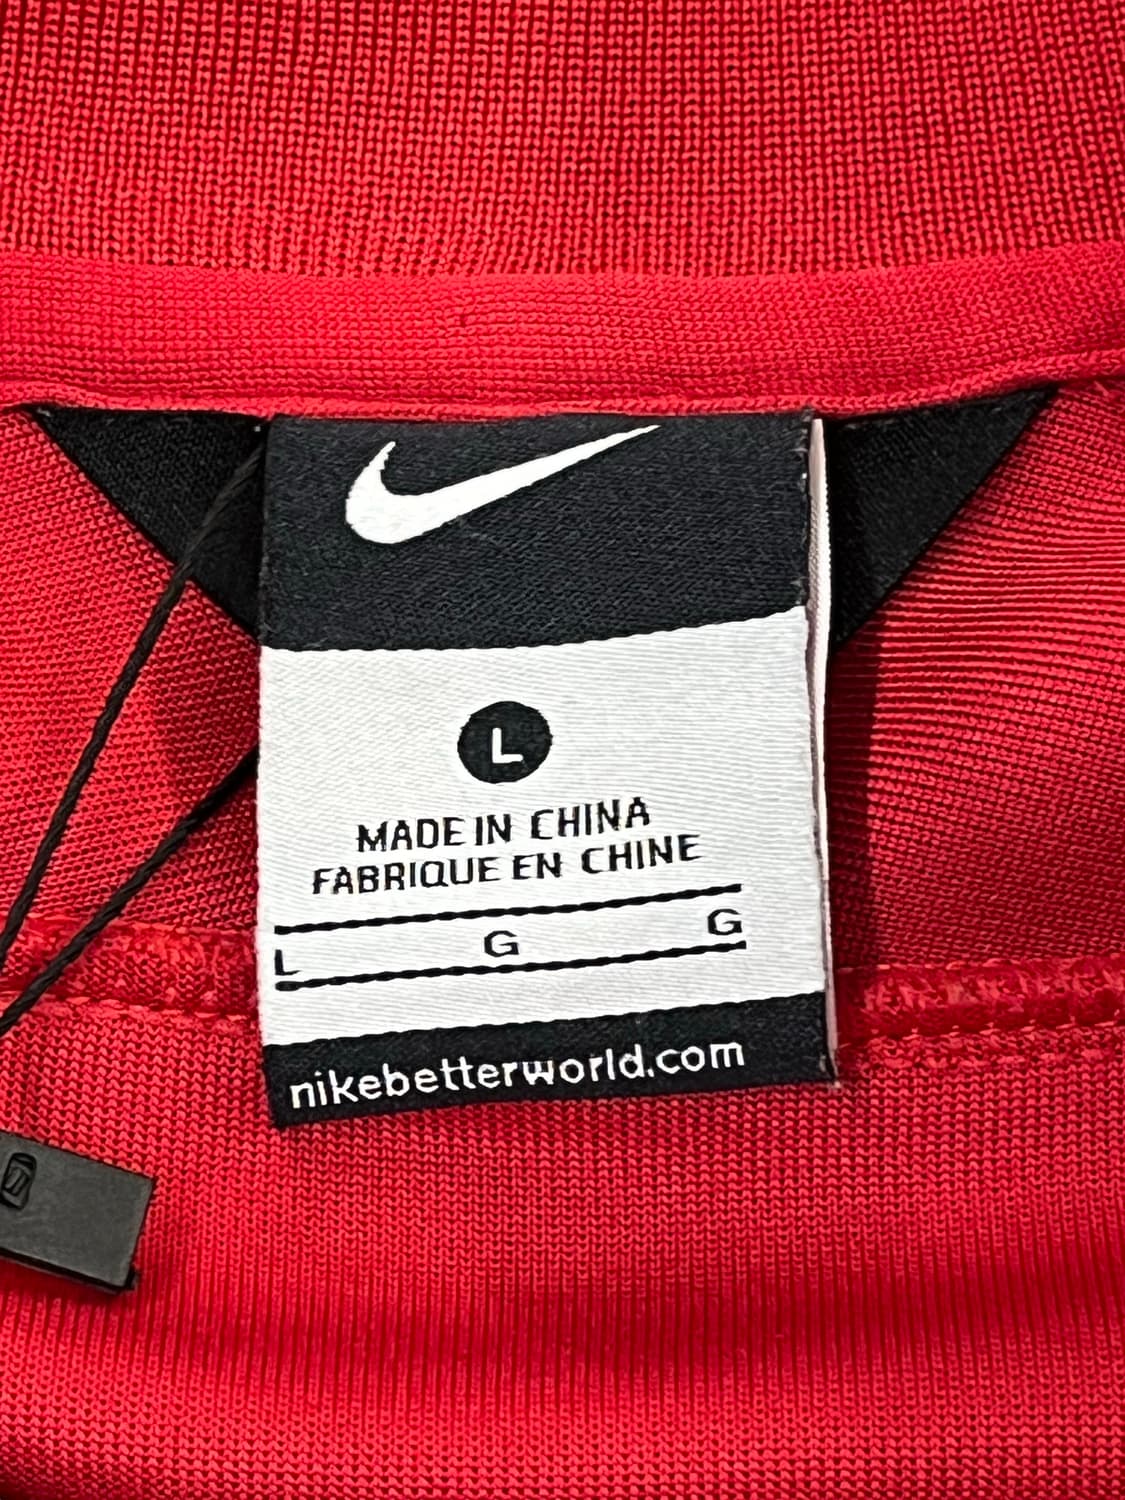 L
MADE IN CHINA
FABRIQUE EN CHINE
L G G
nikebetterworld.com